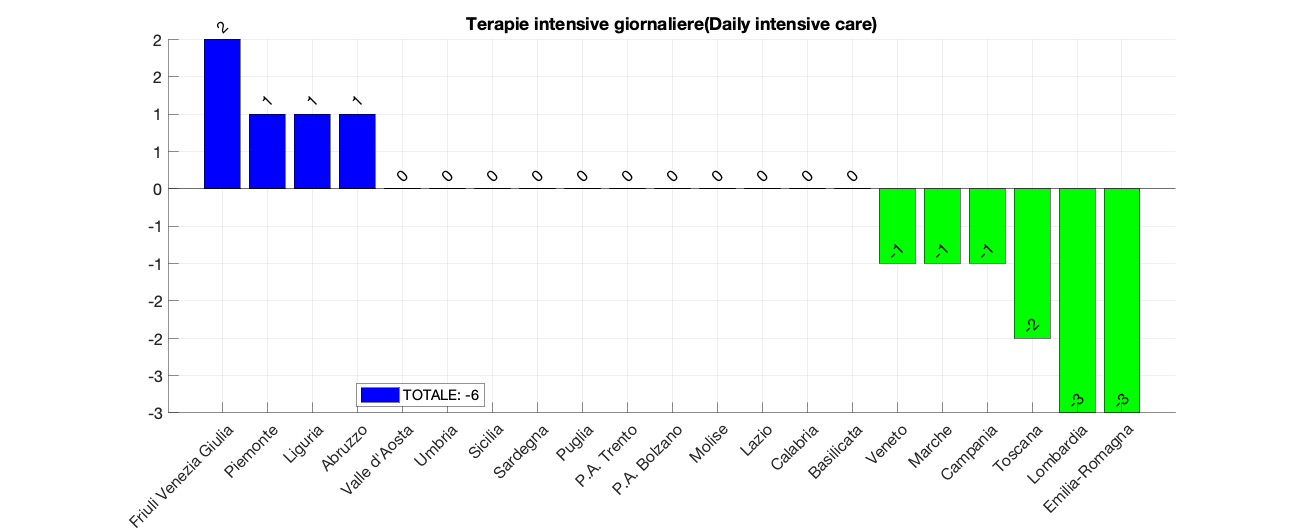 Terapie intensive giornaliere(Daily intensive care)
2
2
1
1
0
-1
-1
-2
-2
-3
-3
2
1
1
1
0
0
0
0
0
0
0
0
0
0
0
-1
-1
-1
-2
-3
-3
TOTALE: -6
Friuli Venezia Giulia
Piemonte
Liguria
Abruzzo
Valle d'Aosta
Umbria
Sicilia
Sardegna
Puglia
P.A. Trento
P.A. Bolzano
Molise
Lazio
Calabria
Basilicata
Veneto
Marche
Campania
Toscana
Lombardia
Emilia-Romagna